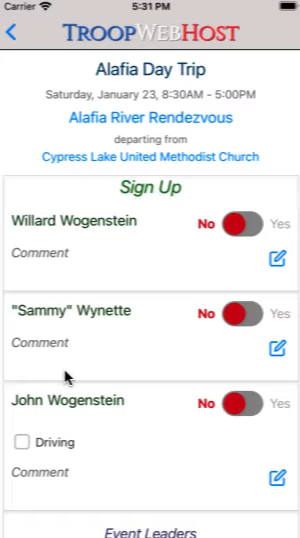 Carrier 5:31 PM
TROOPWEBHOST
Alafia Day Trip
Saturday, January 23, 8:30AM - 5:00PM
Alafia River Rendezvous
departing from
Cypress Lake United Methodist Church
Sign Up
Willard Wogenstein No Yes
Comment
"Sammy" Wynette No Yes
Comment
John Wogenstein No Yes
Driving
Comment
Event Leaders